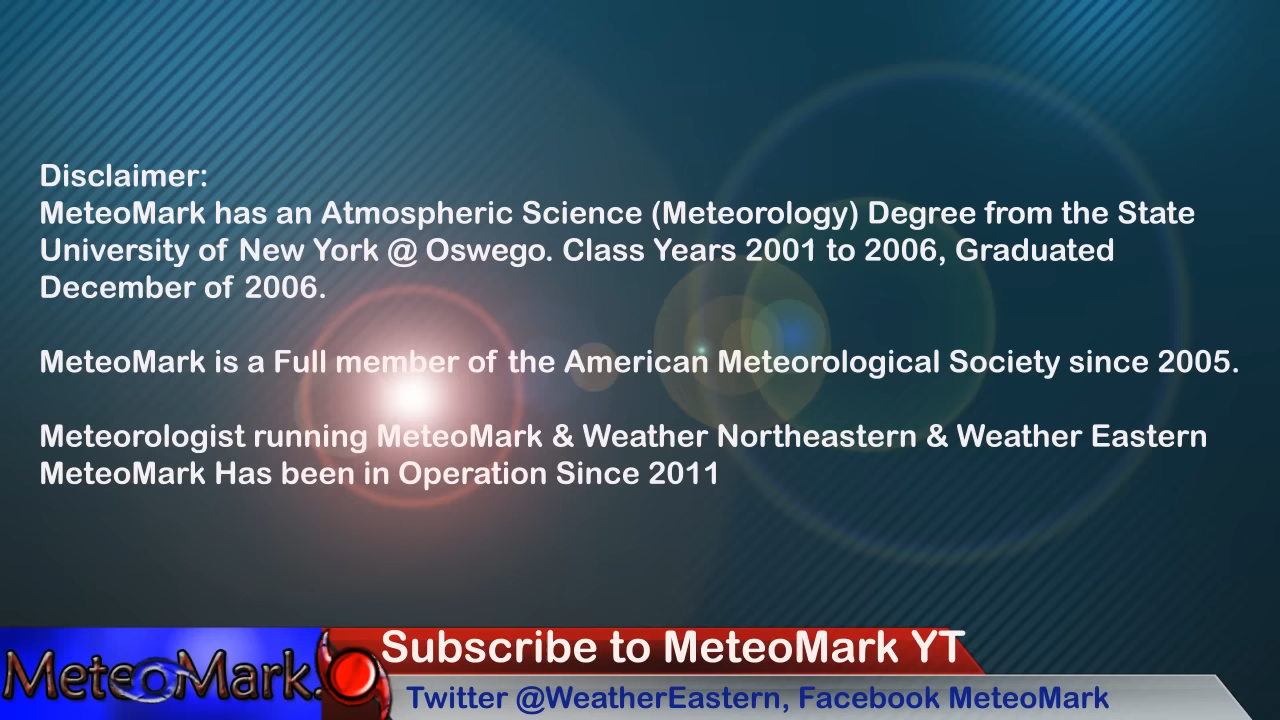 Disclaimer:
MeteoMark has an Atmospheric Science (Meteorology) Degree from the State
University of New York @ Oswego. Class Years 2001 to 2006, Graduated
December of 2006.
MeteoMark is a Full member of the American Meteorological Society since 2005.
Meteorologist running MeteoMark & Weather Northeastern & Weather Eastern
MeteoMark Has been in Operation Since 2011
Subscribe to MeteoMark YT
MeteoMark.
Twitter @WeatherEastern, Facebook MeteoMark